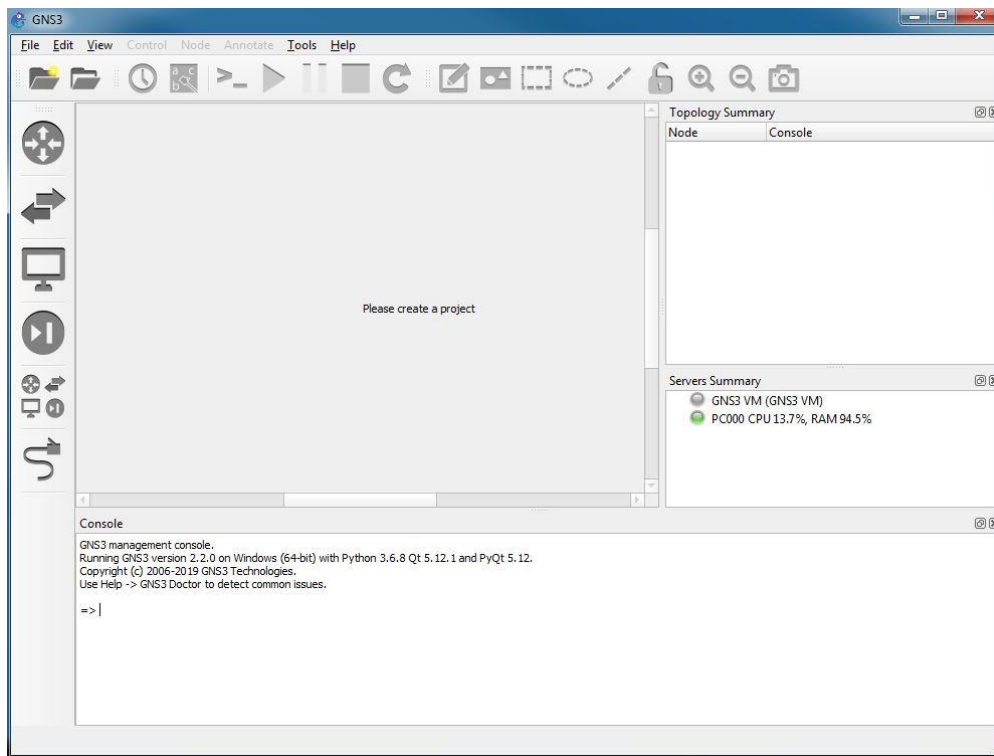 GNS3
File Edit View Control Node Annotate Tools Help
Topology Summary
Node Console
Please create a project
Servers Summary
GNS3 VM (GNS3 VM)
PC000 CPU 13.7%, RAM 94.5%
Console
GNS3 management console.
Running GNS3 version 2.2.0 on Windows (64-bit) with Python 3.6.8 Qt 5.12.1 and PyQt 5.12.
Copyright (c) 2006-2019 GNS3 Technologies.
Use Help -> GNS3 Doctor to detect common issues.
=>